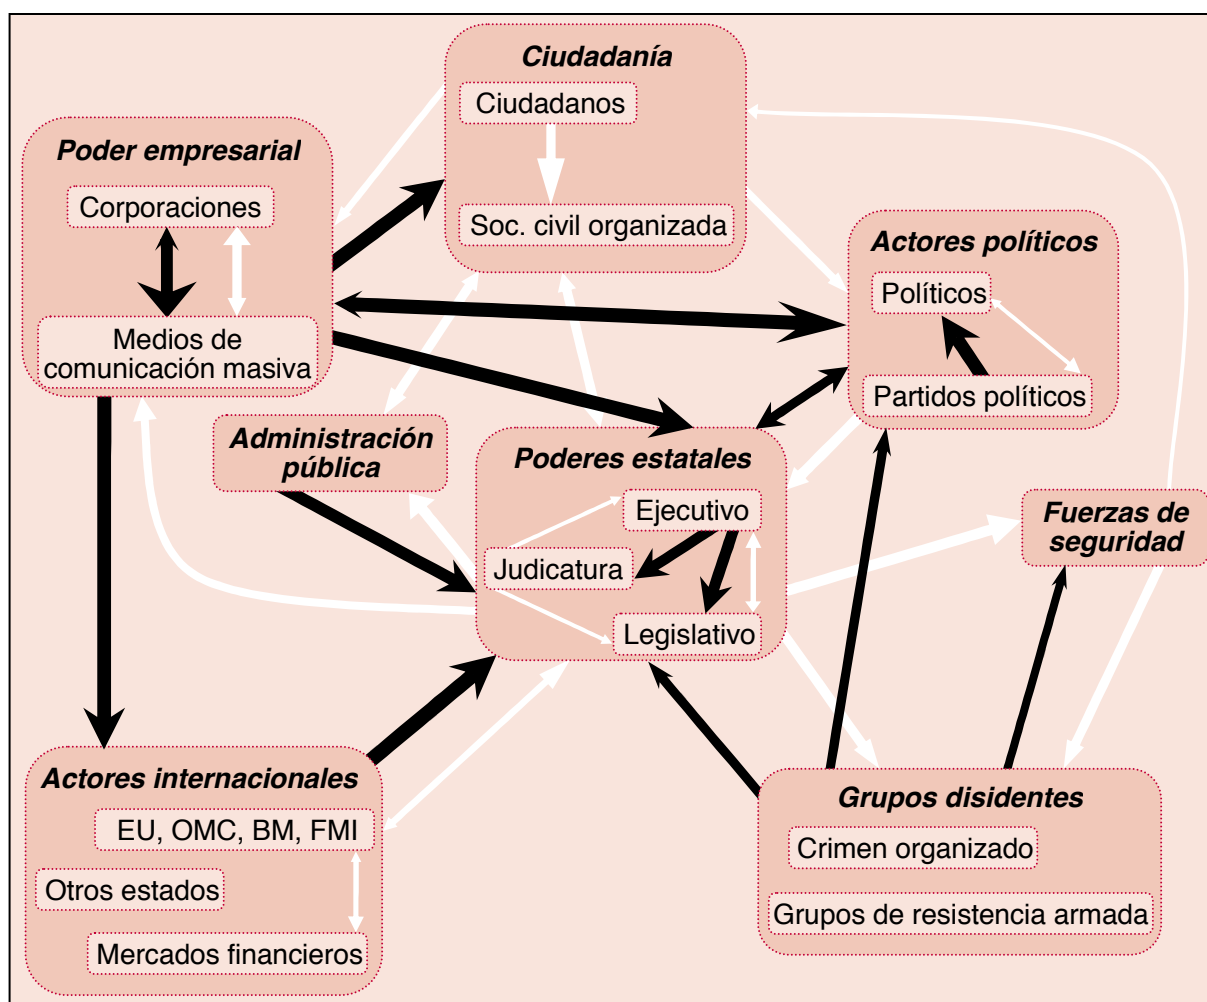 Ciudadanía
Ciudadanos
Soc. civil organizada
Poder empresarial
Corporaciones
Medios de
comunicación masiva
Actores políticos
Políticos
Partidos políticos
Administración
pública
Poderes estatales
Ejecutivo
Judicatura
Legislativo
Fuerzas de
seguridad
Actores internacionales
EU, OMC, BM, FMI
Otros estados
Mercados financieros
Grupos disidentes
Crimen organizado
Grupos de resistencia armada